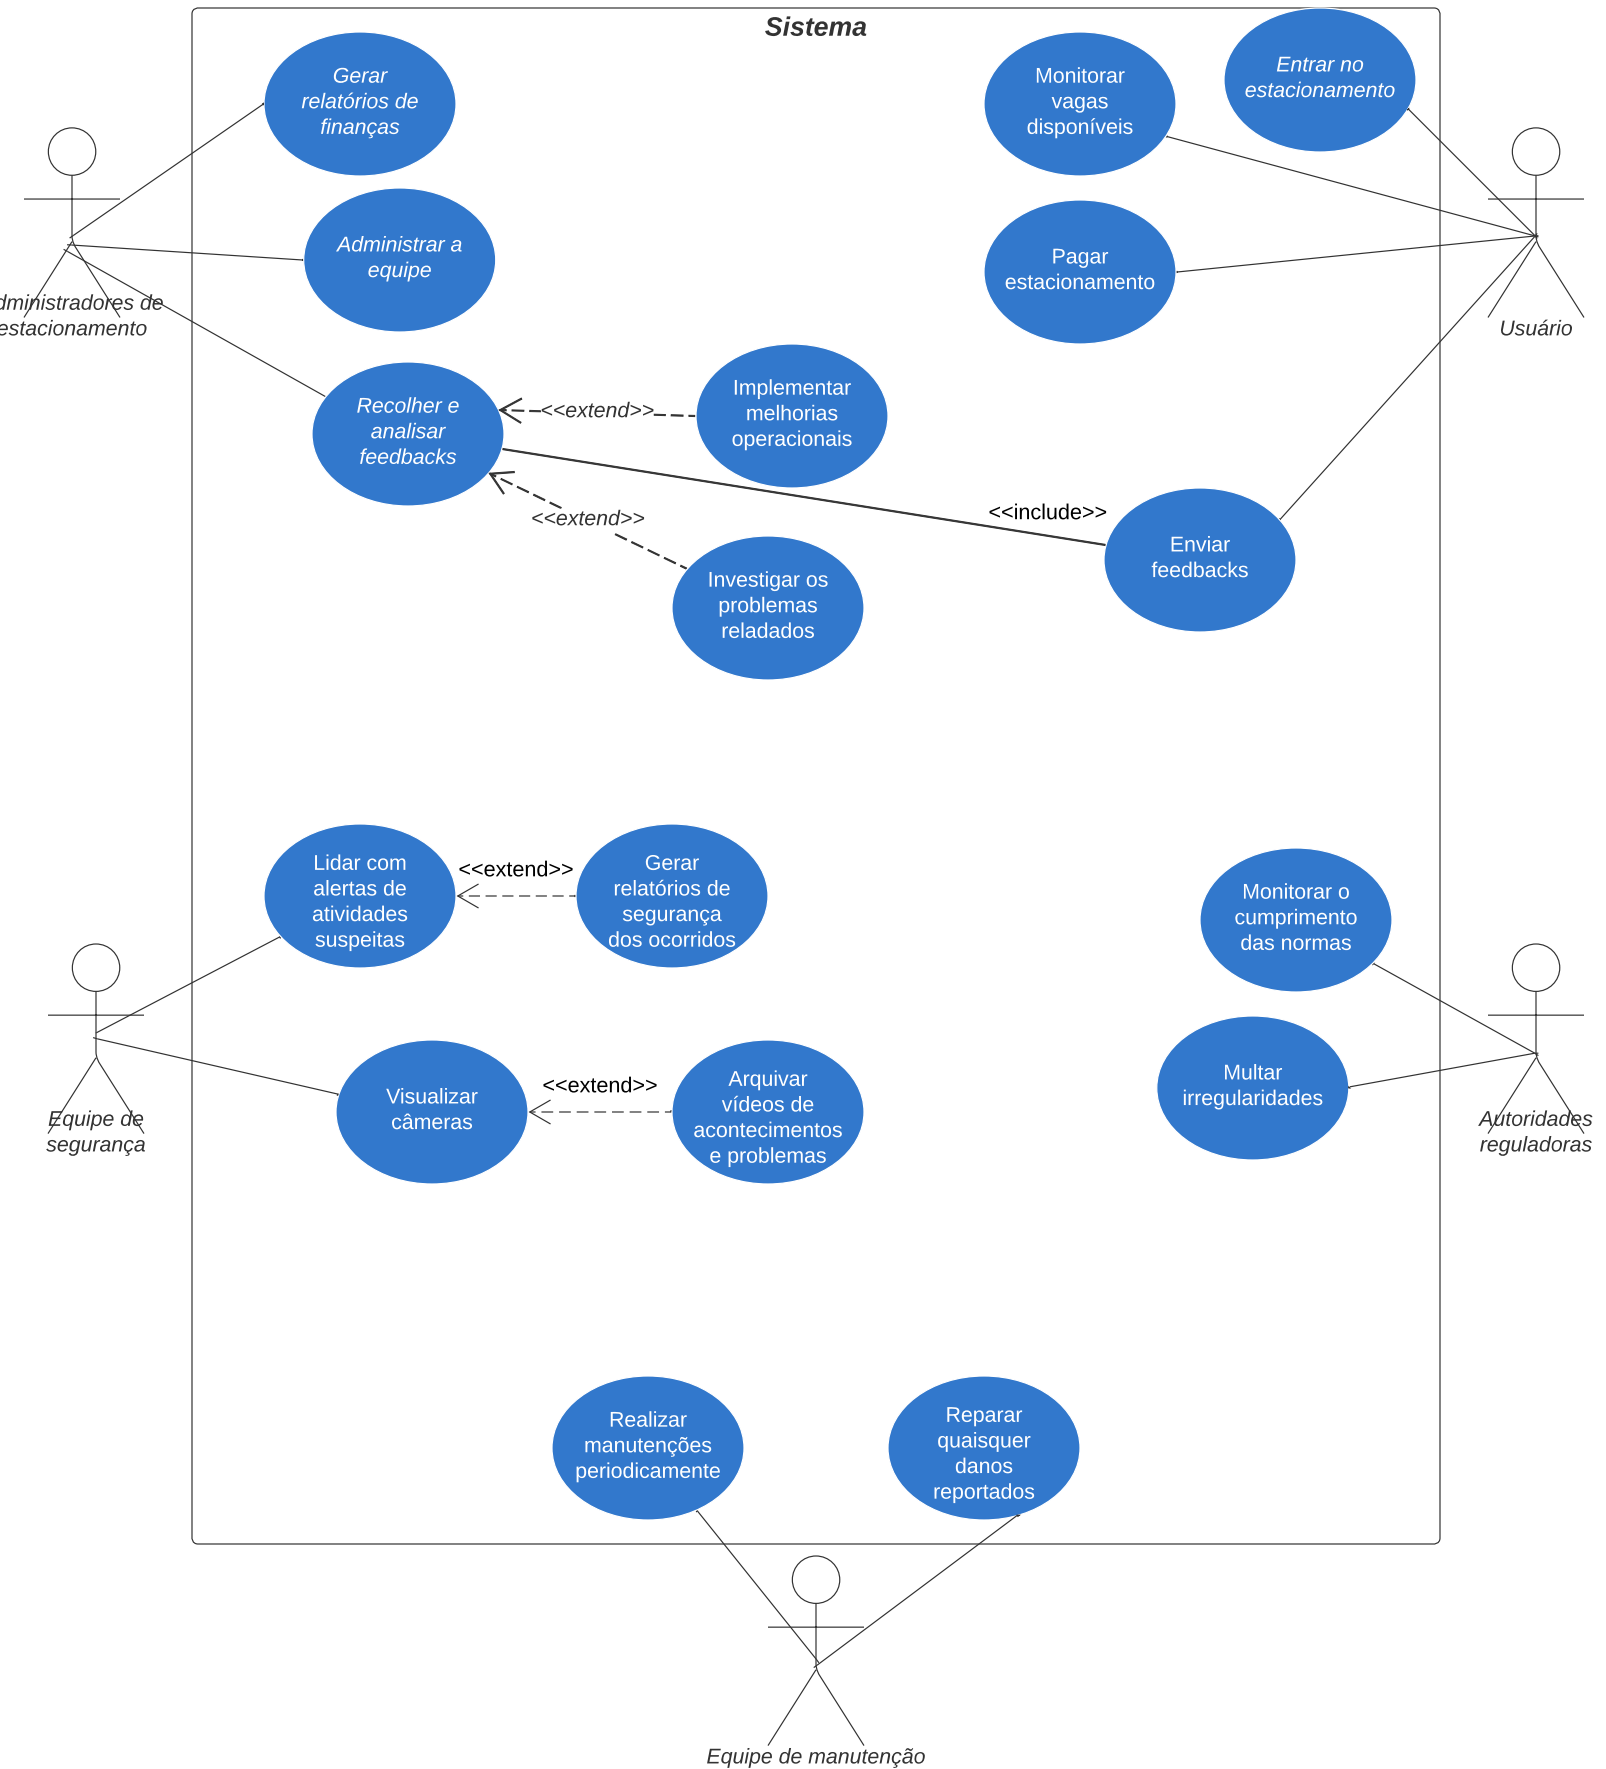 Sistema
Gerar
relatórios de
finanças
Monitorar
vagas
disponíveis
Entrar no
estacionamento
Administrar a
equipe
Pagar
estacionamento
dministradores de
estacionamento
Usuário
Recolher e
analisar
feedbacks
<<extend>>
Implementar
melhorias
operacionais
<<extend>>
<<include>>
Enviar
feedbacks
Investigar os
problemas
reladados
Lidar com
alertas de
atividades
suspeitas
<<extend>>
Gerar
relatórios de
segurança
dos ocorridos
Monitorar o
cumprimento
das normas
Equipe de
segurança
Visualizar
câmeras
<<extend>>
Arquivar
vídeos de
acontecimentos
e problemas
Multar
irregularidades
Autoridades
reguladoras
Realizar
manutenções
periodicamente
Reparar
quaisquer
danos
reportados
Equipe de manutenção